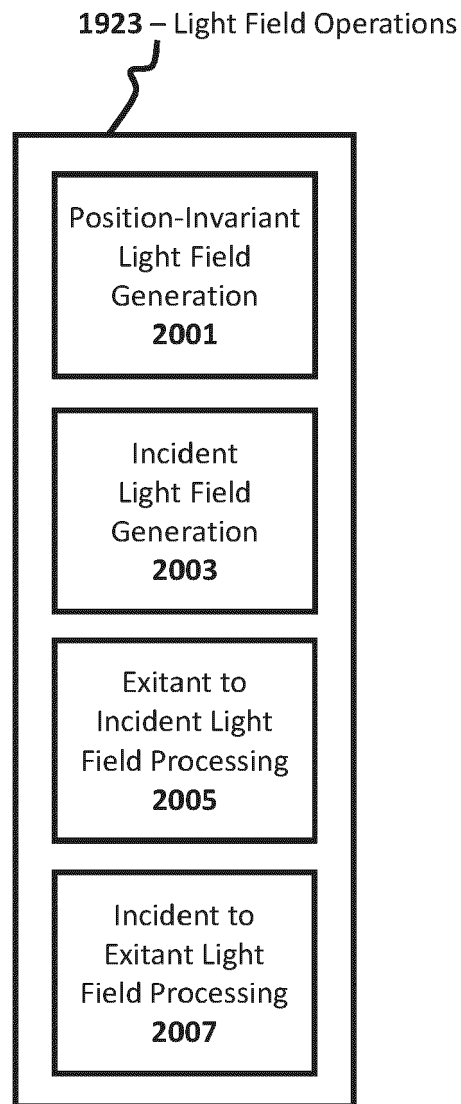 1923 – Light Field Operations
Position-Invariant
Light Field
Generation
2001
Incident
Light Field
Generation
2003
Exitant to
Incident Light
Field Processing
2005
Incident to
Exitant Light
Field Processing
2007